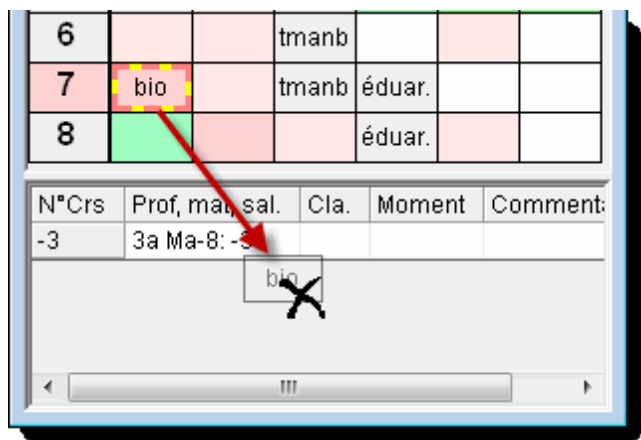 6 tmanb
7 bio tmanb éduar.
8 éduar.
N°Crs Prof, mat, sal. Cla. Moment Comment
-3 3a Ma-8: -3
bio